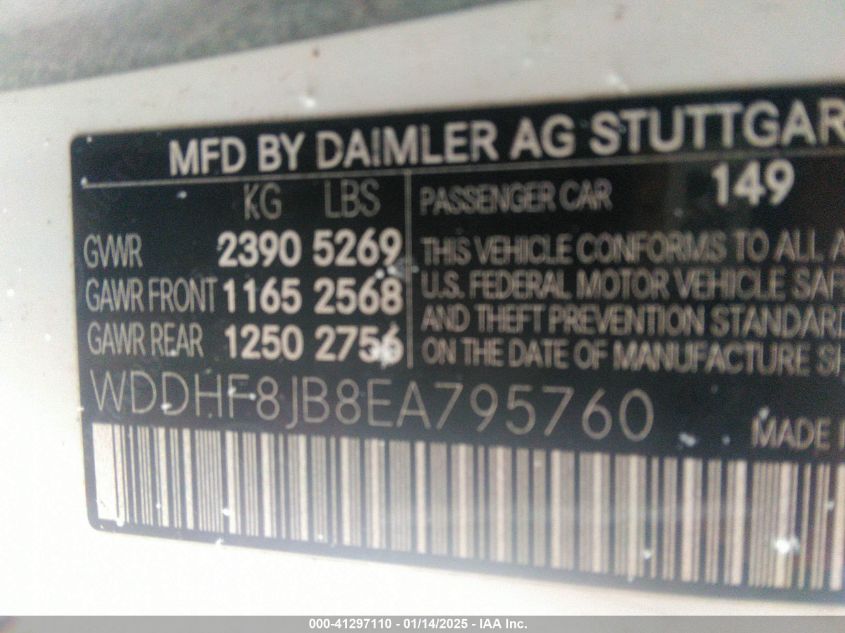 MFD BY DAIMLER AG STUTTGAR
KG LBS
GVWR 2390 5269
GAWR FRONT 1165 2568
GAWR REAR 1250 2756
PASSENGER CAR 149
THIS VEHICLE CONFORMS TO ALL A
U.S. FEDERAL MOTOR VEHICLE SAF
AND THEFT PREVENTION STANDARD
ON THE DATE OF MANUFACTURE SH
WDDHF8JB8EA795760
MADE
000-41297110 — 01/14/2025 — IAA Inc.